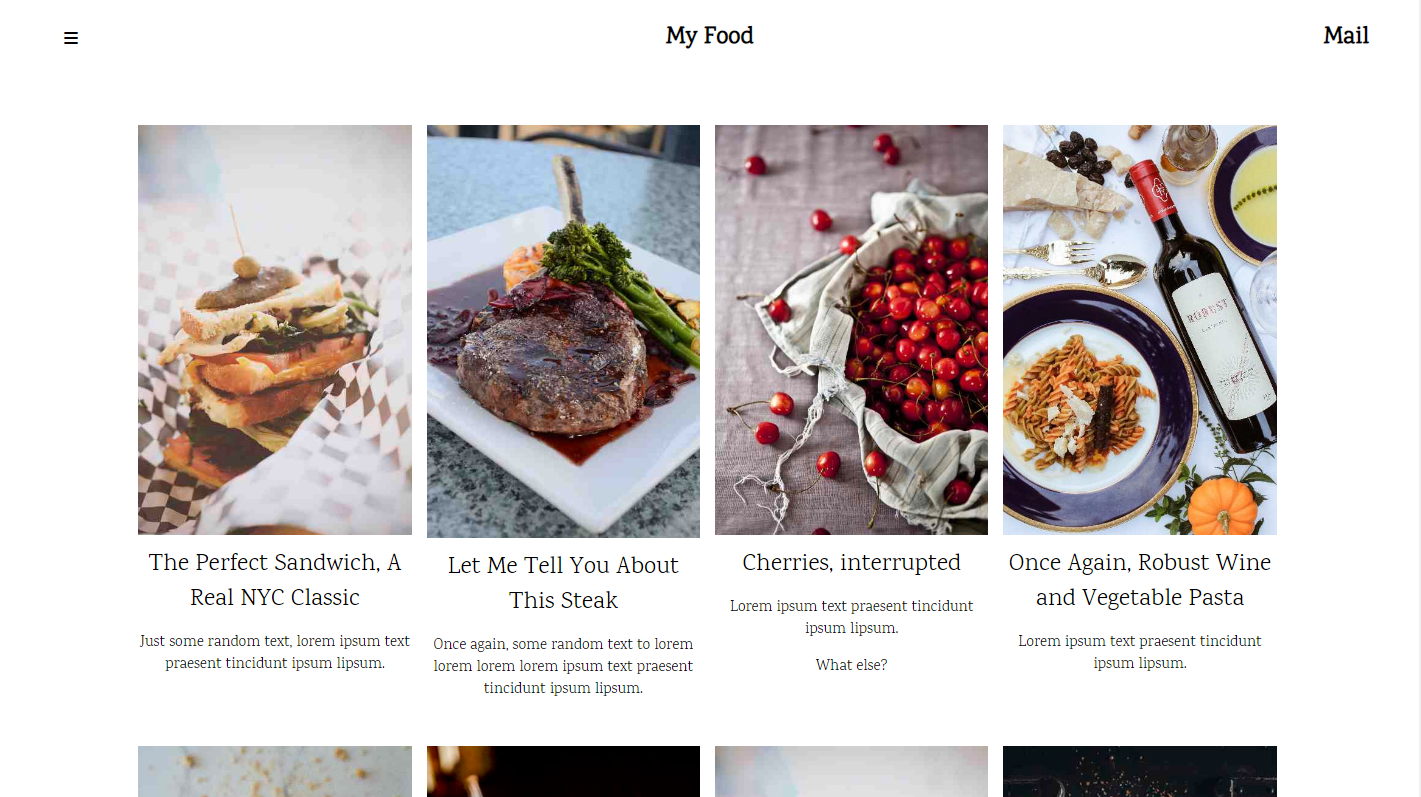 My Food
Mail
ROBUST
The Perfect Sandwich, A
Real NYC Classic
Just some random text, lorem ipsum text
praesent tincidunt ipsum lipsum.
Let Me Tell You About
This Steak
Once again, some random text to lorem
lorem lorem lorem ipsum text praesent
tincidunt ipsum lipsum.
Cherries, interrupted
Lorem ipsum text praesent tincidunt
ipsum lipsum.
What else?
Once Again, Robust Wine
and Vegetable Pasta
Lorem ipsum text praesent tincidunt
ipsum lipsum.